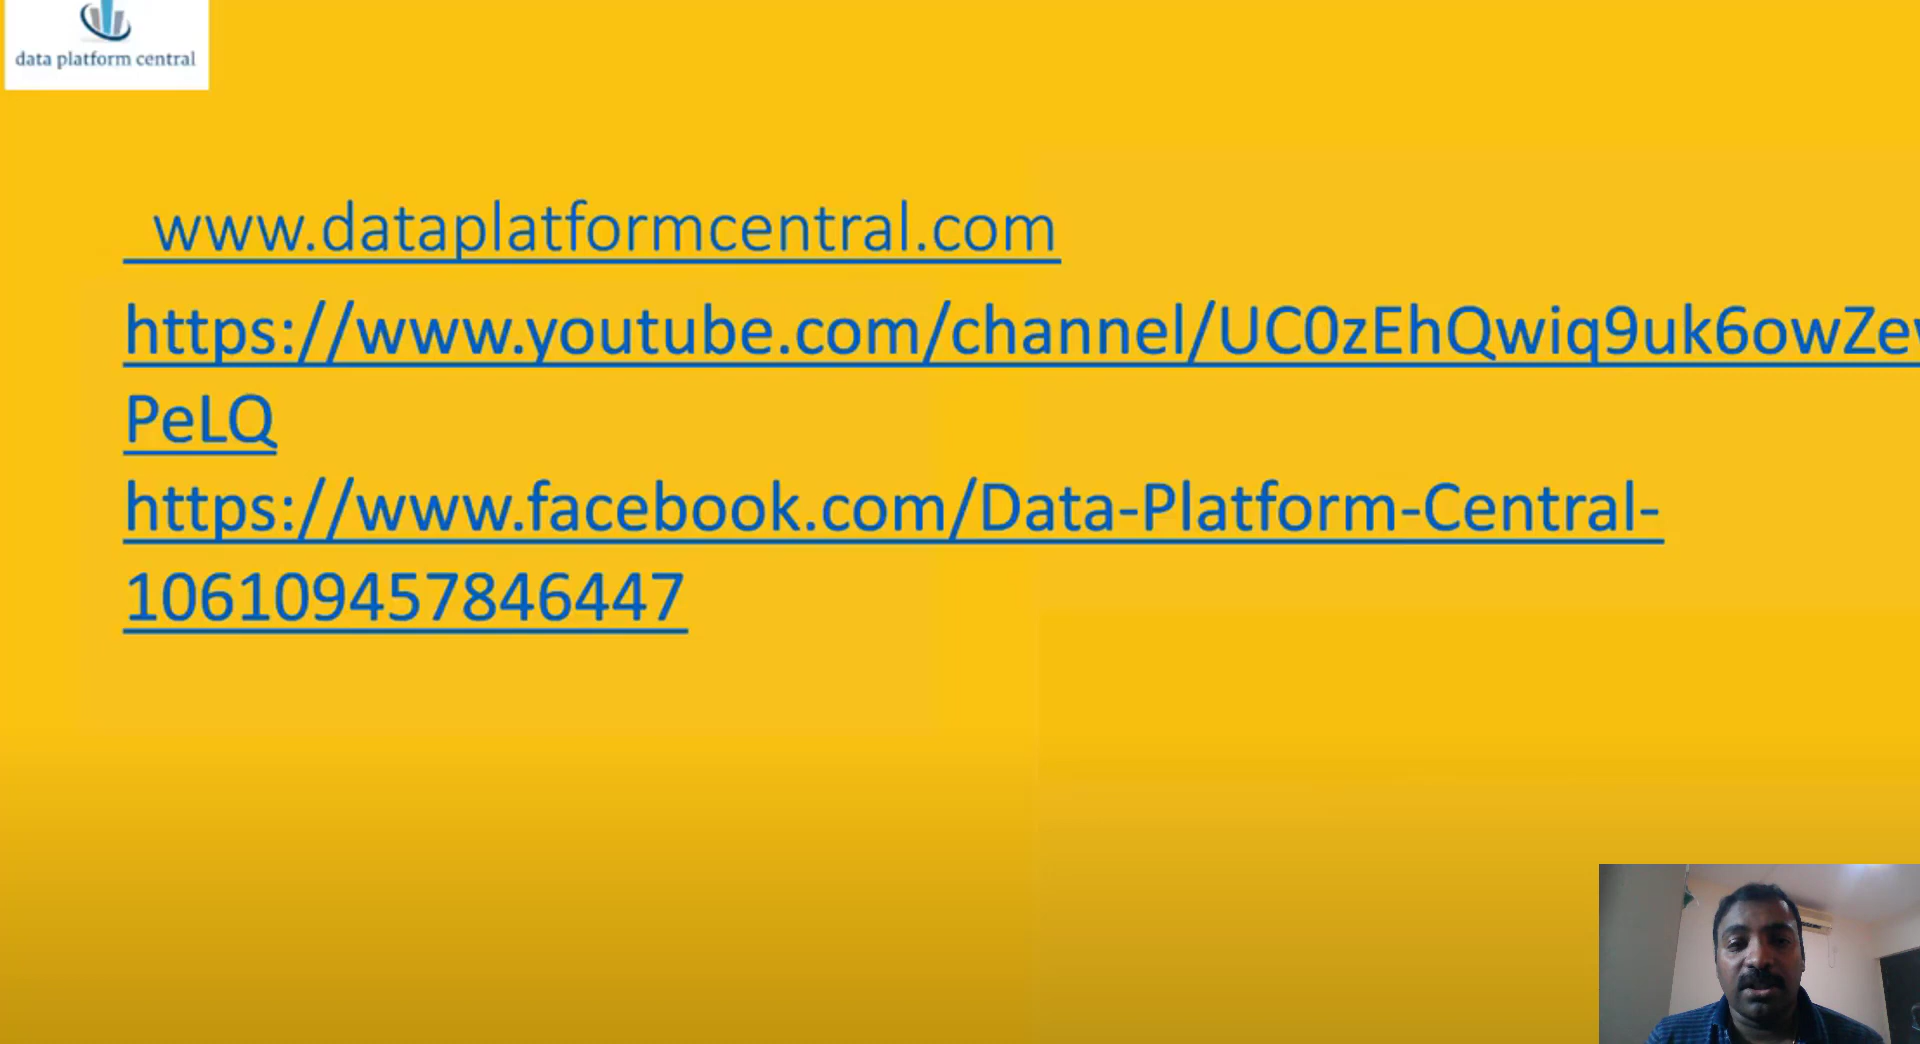 data platform central
www.dataplatformcentral.com
https://www.youtube.com/channel/UC0zEhQwiq9uk6owZe
PeLQ
https://www.facebook.com/Data-Platform-Central-
106109457846447